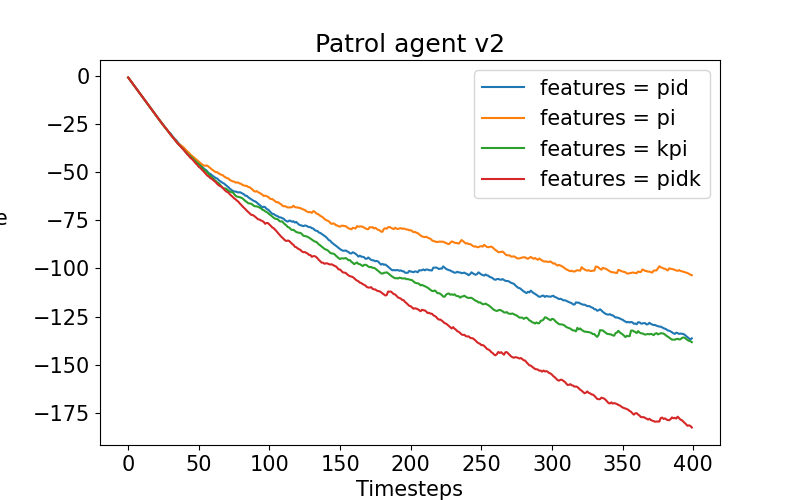 Patrol agent v2
features = pid
features = pi
features = kpi
features = pidk
0
−25
−50
−75
−100
−125
−150
−175
0 50 100 150 200 250 300 350 400
Timesteps